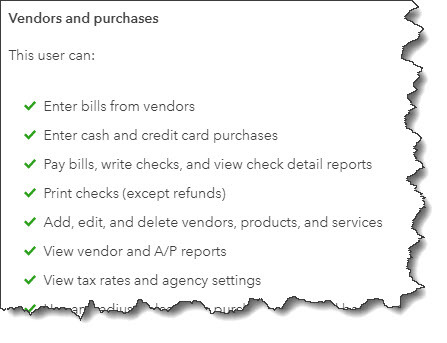 Vendors and purchases
This user can:
Enter bills from vendors
Enter cash and credit card purchases
Pay bills, write checks, and view check detail reports
Print checks (except refunds)
Add, edit, and delete vendors, products, and services
View vendor and A/P reports
View tax rates and agency settings